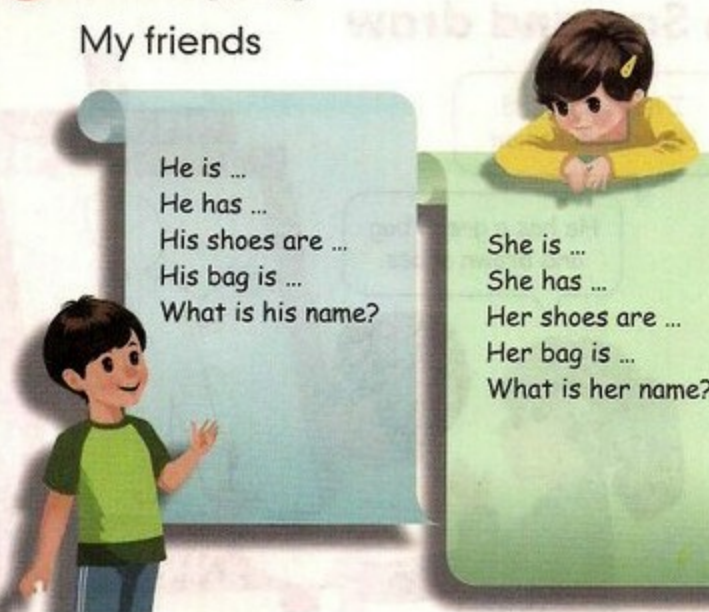 My friends
He is ...
He has ...
His shoes are ...
His bag is ...
What is his name?
She is ...
She has ...
Her shoes are ...
Her bag is ...
What is her name?